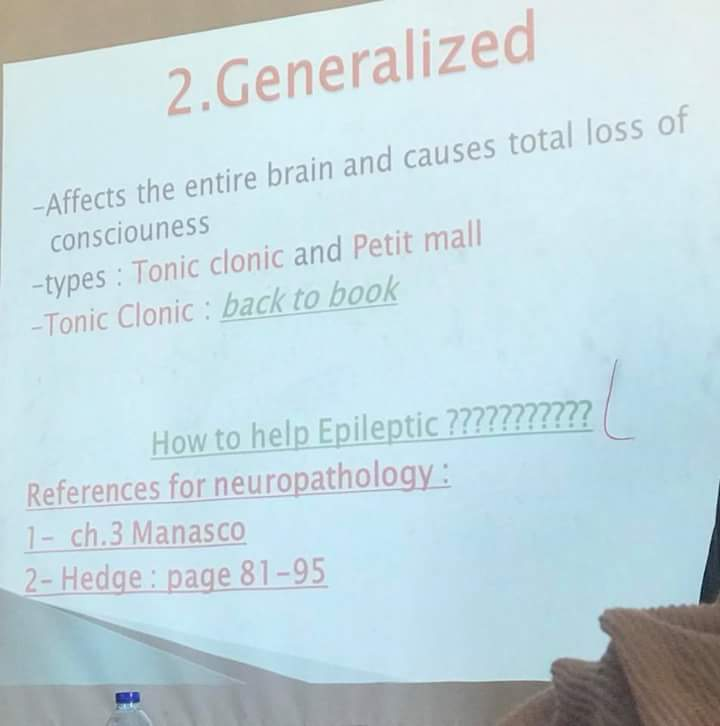 2.Generalized
-Affects the entire brain and causes total loss of
consciouness
-types : Tonic clonic and Petit mall
-Tonic Clonic : back to book
How to help Epileptic ???????????
References for neuropathology :
1- ch.3 Manasco
2- Hedge : page 81-95